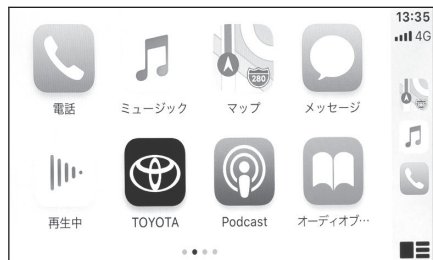 13:35
4G
280
電話
ミュージック
マップ
メッセージ
再生中
TOYOTA
Podcast
オーディオブ…